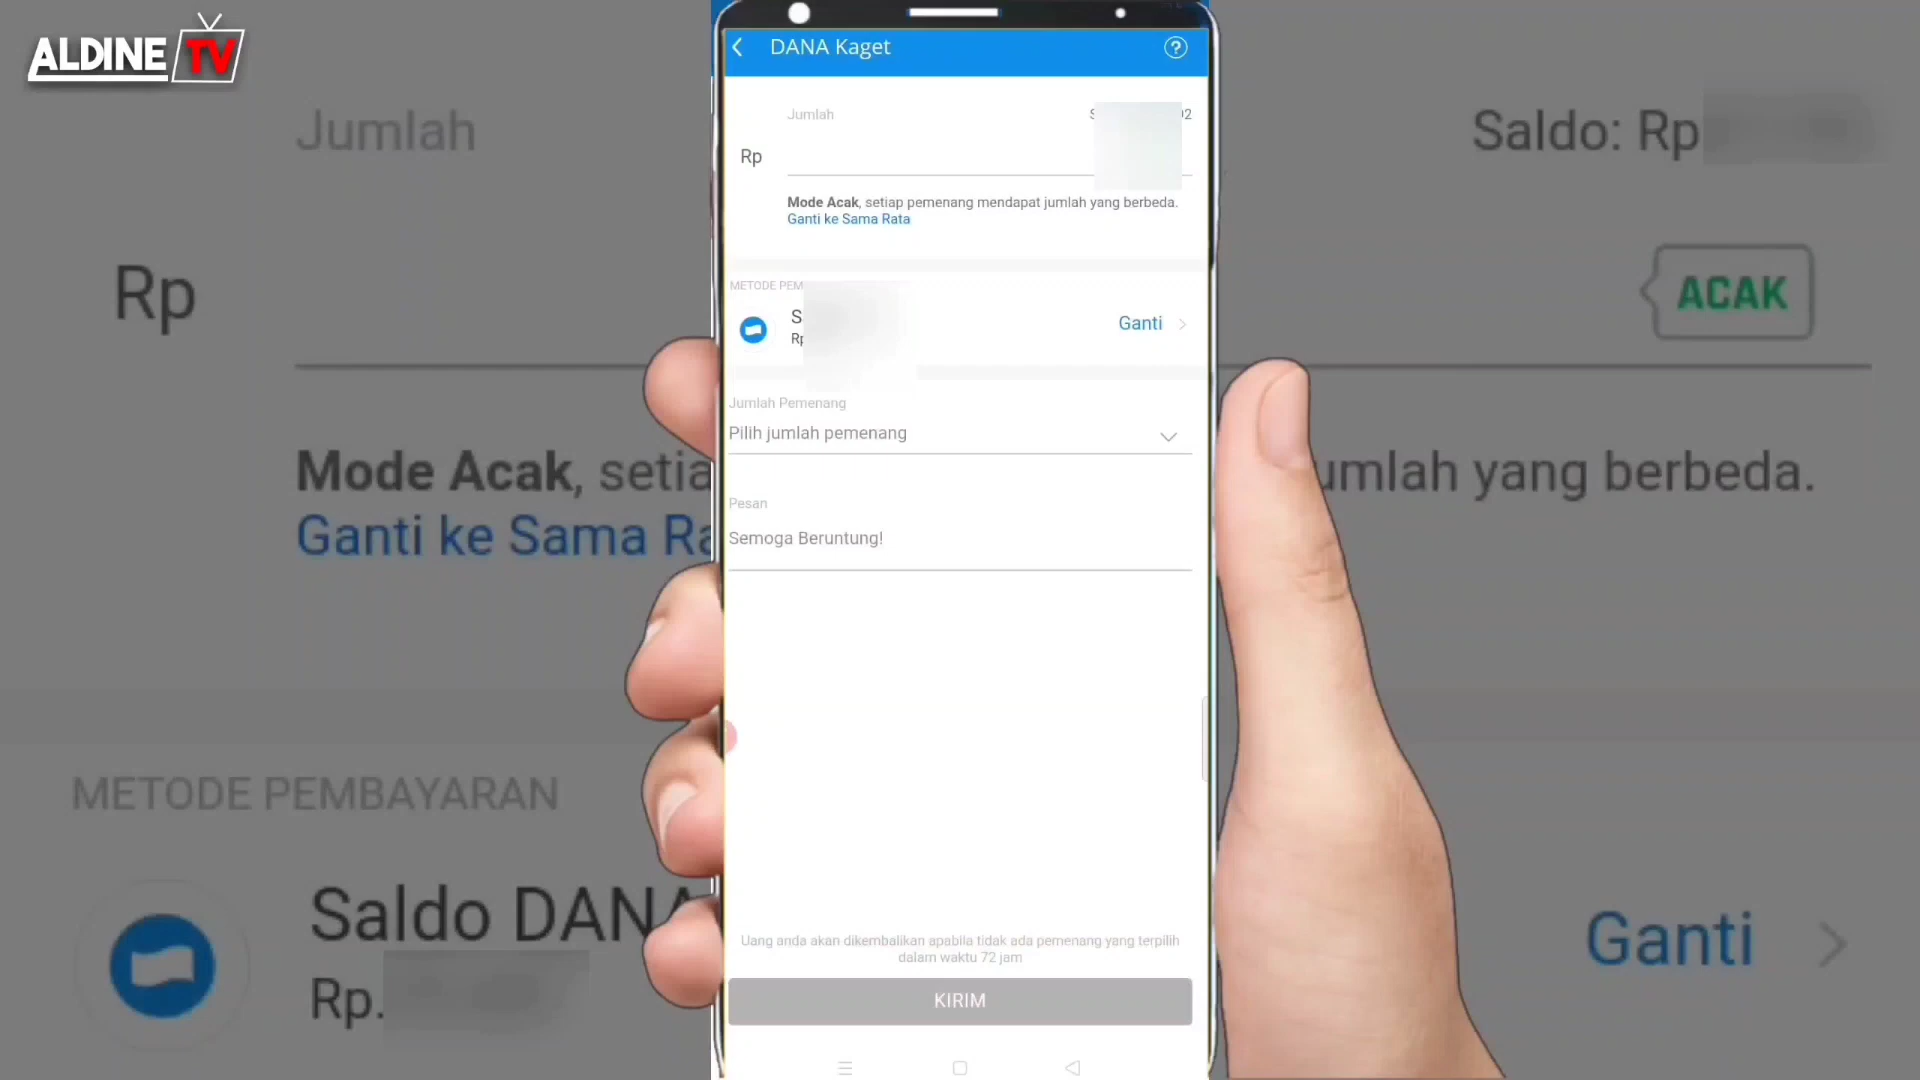 ALDINE TV
DANA Kaget
?
Jumlah
Rp
Mode Acak, setiap pemenang mendapat jumlah yang berbeda.
Ganti ke Sama Rata
Ganti
Jumlah Pemenang
Pilih jumlah pemenang
Pesan
Semoga Beruntung!
Uang anda akan dikembalikan apabila tidak ada pemenang yang terpilih
dalam waktu 72 jam
KIRIM
Jumlah
Saldo: Rp
Rp
ACAK
Mode Acak,
yang berbeda.
Ganti ke Sama
METODE PEMBAYARAN
Saldo DANA
Rp.
Ganti